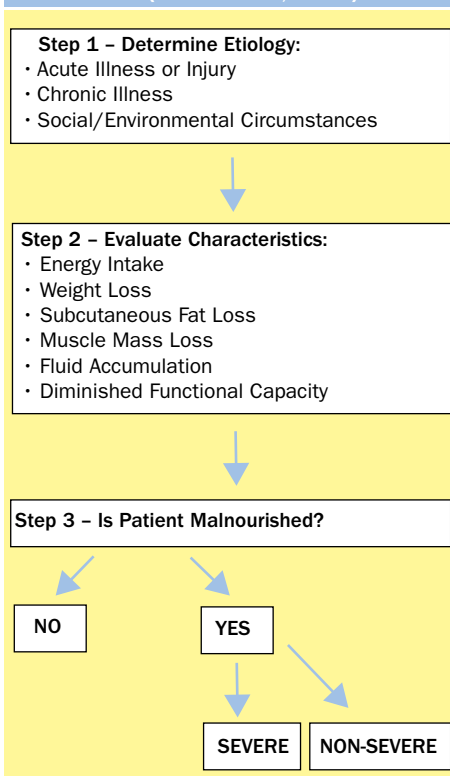 Step 1 – Determine Etiology:
· Acute Illness or Injury
· Chronic Illness
· Social/Environmental Circumstances
Step 2 – Evaluate Characteristics:
· Energy Intake
· Weight Loss
· Subcutaneous Fat Loss
· Muscle Mass Loss
· Fluid Accumulation
· Diminished Functional Capacity
Step 3 – Is Patient Malnourished?
NO
YES
SEVERE
NON-SEVERE